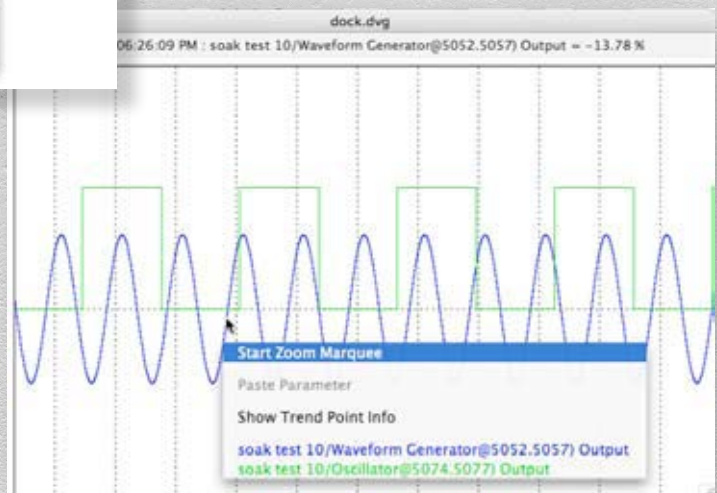 dock.dvg
06:26:09 PM : soak test 10/Waveform Generator@5052.5057) Output = -13.78 %
Start Zoom Marquee
Paste Parameter
Show Trend Point Info
soak test 10/Waveform Generator@5052.5057) Output
soak test 10/Oscillator@5074.5077) Output